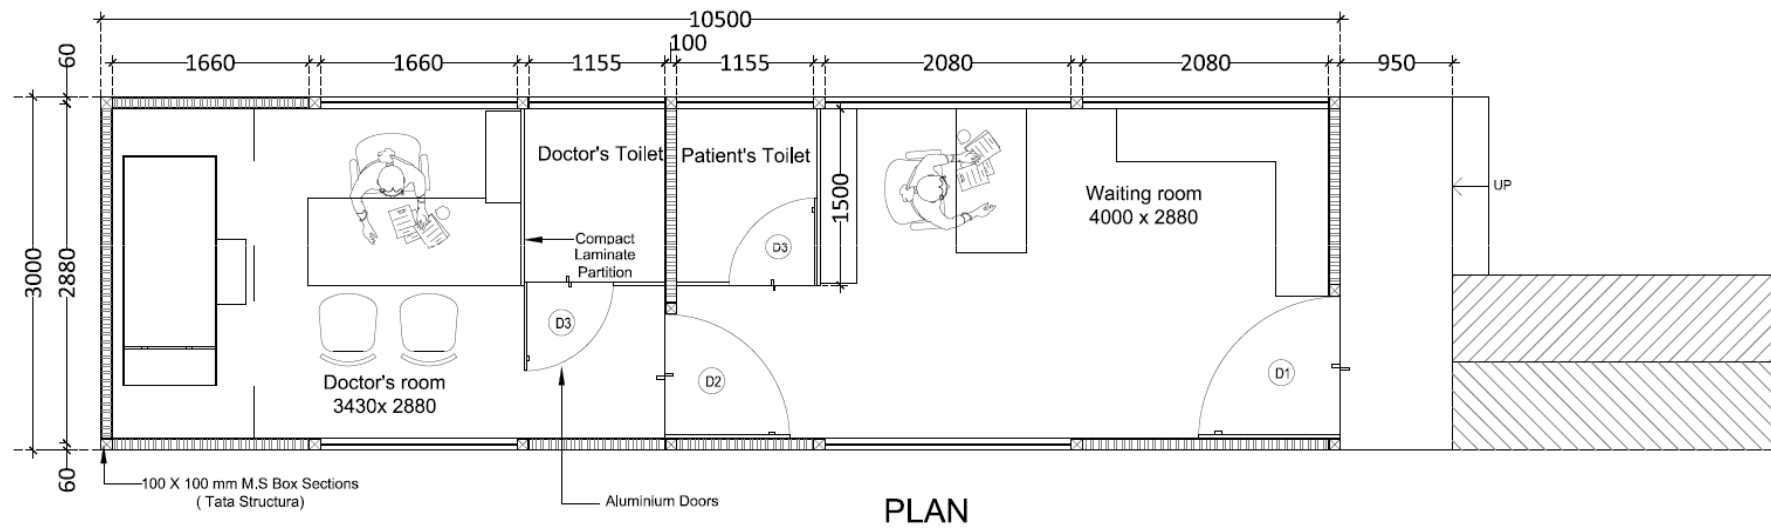 10500
100
60
1660
1660
1155
1155
2080
2080
950
Doctor's Toilet
Patient's Toilet
1500
Waiting room
4000 x 2880
UP
Compact
Laminate
Partition
D3
D3
3000
2880
Doctor's room
3430x 2880
D2
D1
60
100 X 100 mm M.S Box Sections
( Tata Structura)
Aluminium Doors
PLAN